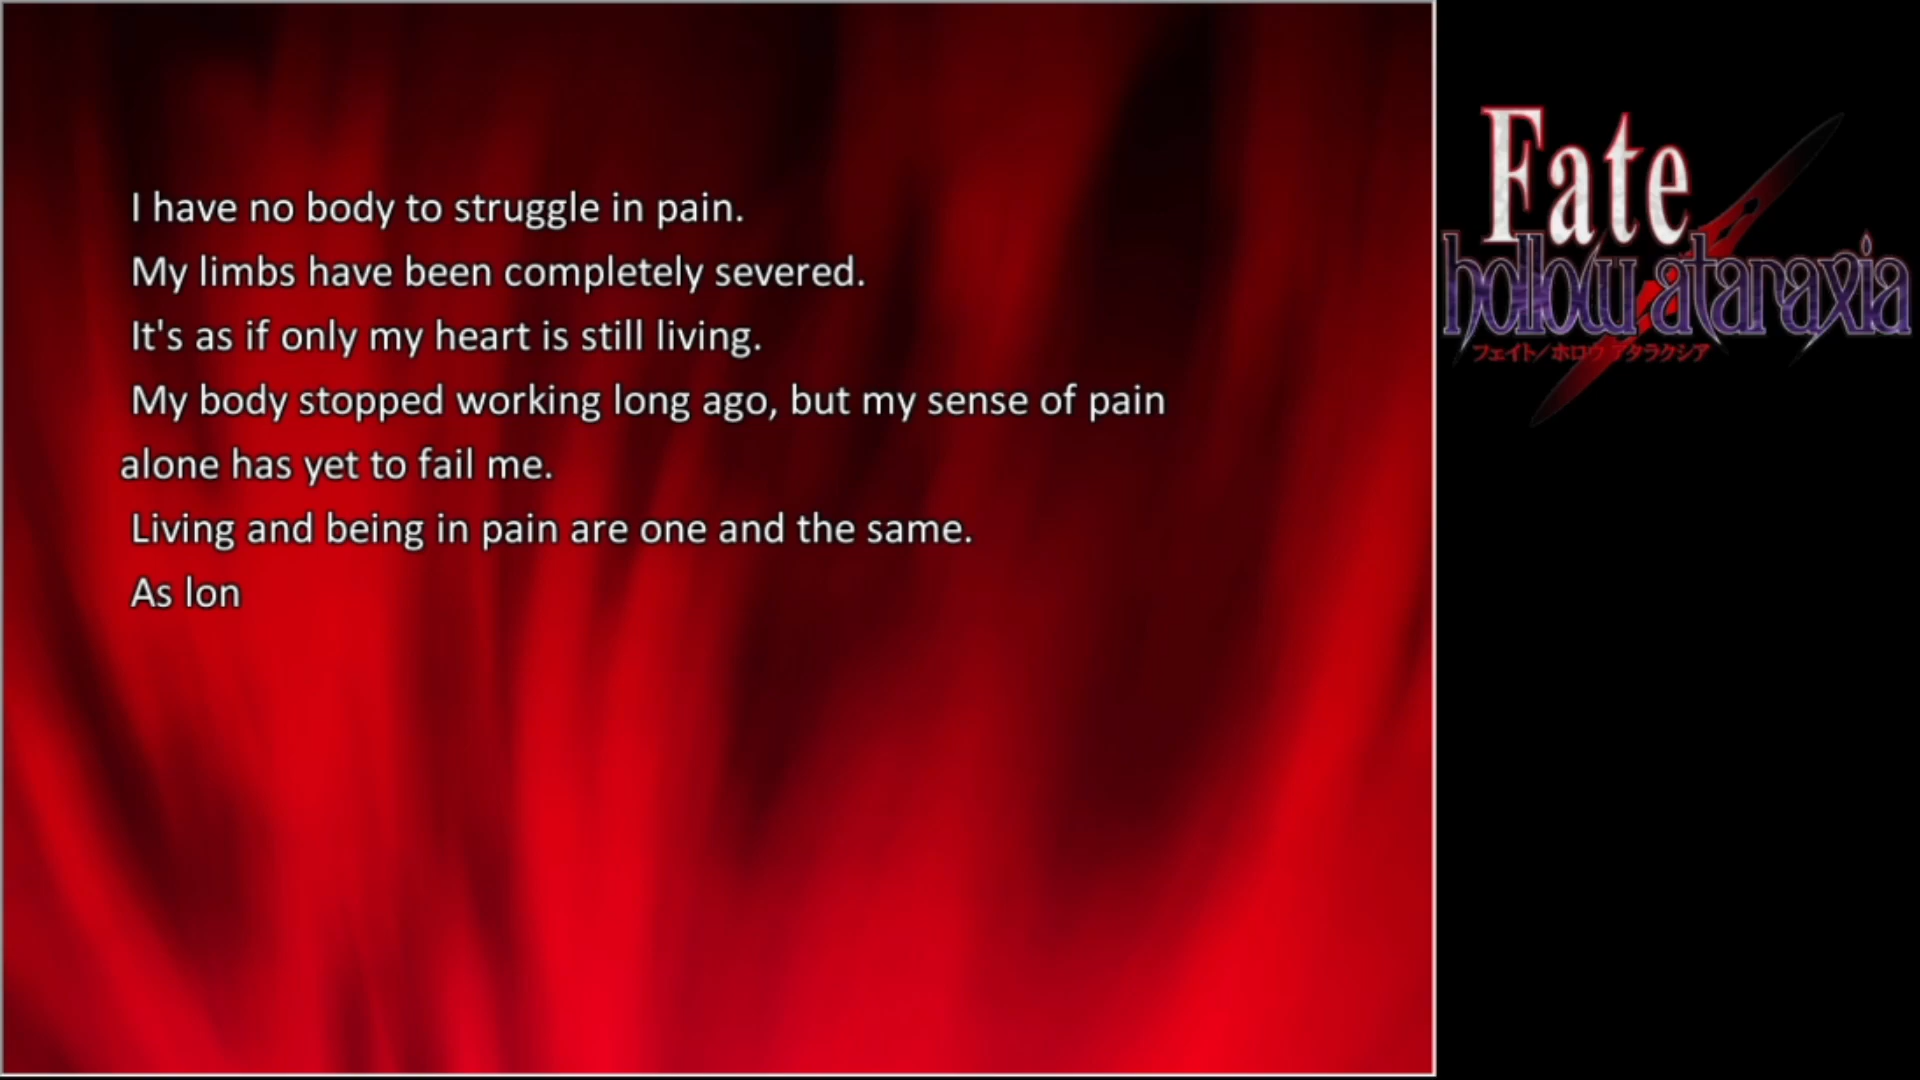 I have no body to struggle in pain.
My limbs have been completely severed.
It's as if only my heart is still living.
My body stopped working long ago, but my sense of pain
alone has yet to fail me.
Living and being in pain are one and the same.
As lon
Fate
hollow ataraxia
フェイト/ホロウ アタラクシア